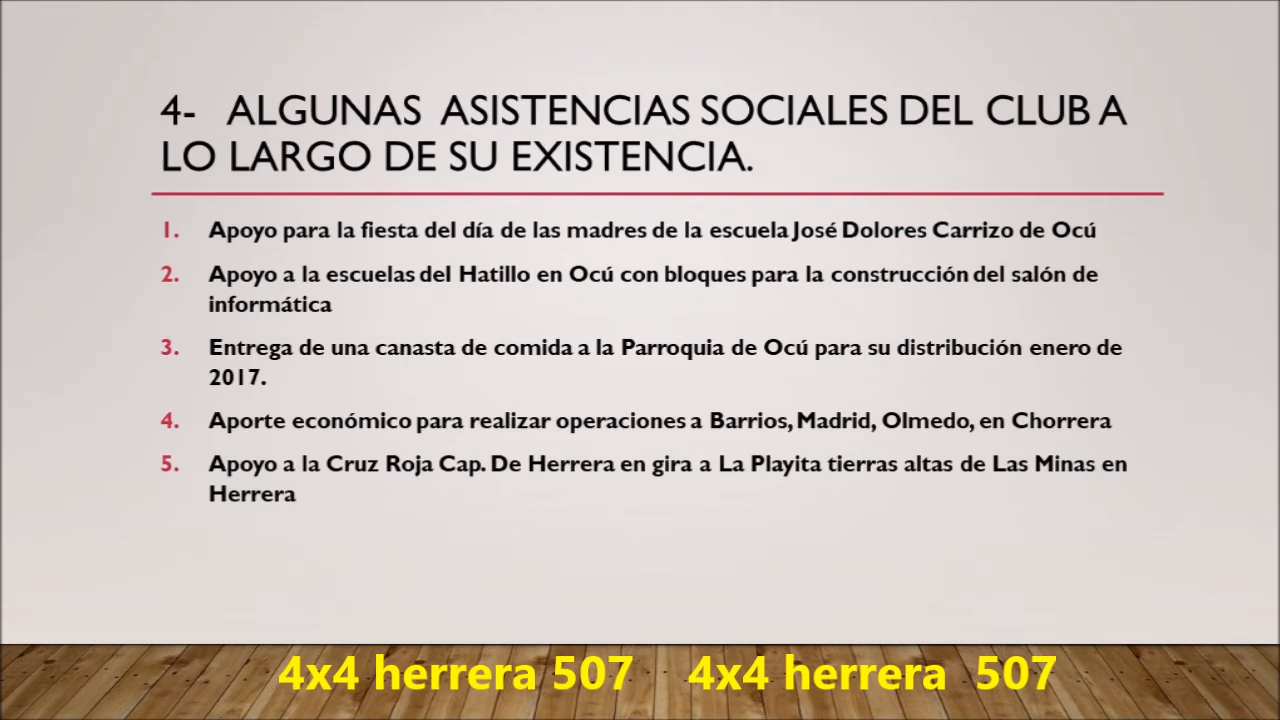 4- ALGUNAS ASISTENCIAS SOCIALES DEL CLUB A
LO LARGO DE SU EXISTENCIA.
1. Apoyo para la fiesta del día de las madres de la escuela José Dolores Carrizo de Ocú
2. Apoyo a la escuelas del Hatillo en Ocú con bloques para la construcción del salón de
informática
3. Entrega de una canasta de comida a la Parroquia de Ocú para su distribución enero de
2017.
4. Aporte económico para realizar operaciones a Barrios, Madrid, Olmedo, en Chorrera
5. Apoyo a la Cruz Roja Cap. De Herrera en gira a La Playita tierras altas de Las Minas en
Herrera
4x4 herrera 507 4x4 herrera 507